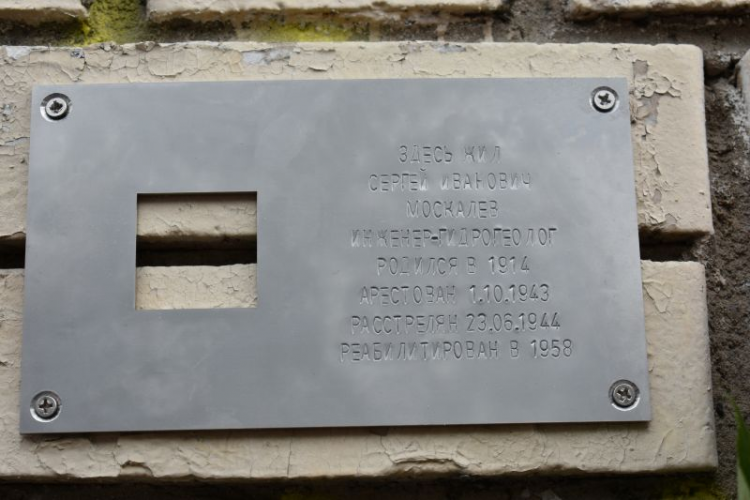 ЗДЕСЬ ЖИЛ
СЕРГЕЙ ИВАНОВИЧ
МОСКАЛЕВ
ИНЖЕНЕР-ГИДРОГЕОЛОГ
РОДИЛСЯ В 1914
АРЕСТОВАН 1.10.1943
РАССТРЕЛЯН 23.06.1944
РЕАБИЛИТИРОВАН В 1958